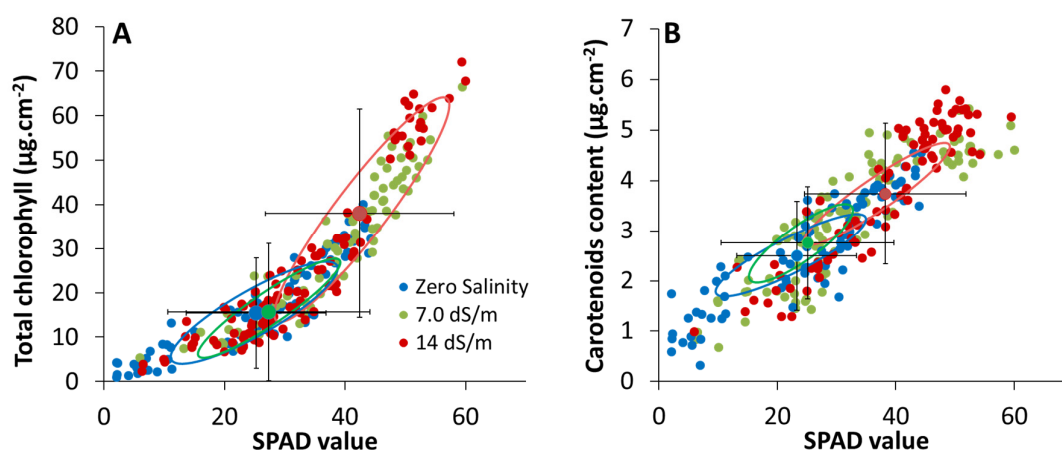 A
Total chlorophyll (µg.cm⁻²)
80
70
60
50
40
30
20
10
0
0 20 40 60
SPAD value
Zero Salinity
7.0 dS/m
14 dS/m
B
Carotenoids content (µg.cm⁻²)
7
6
5
4
3
2
1
0
0 20 40 60
SPAD value